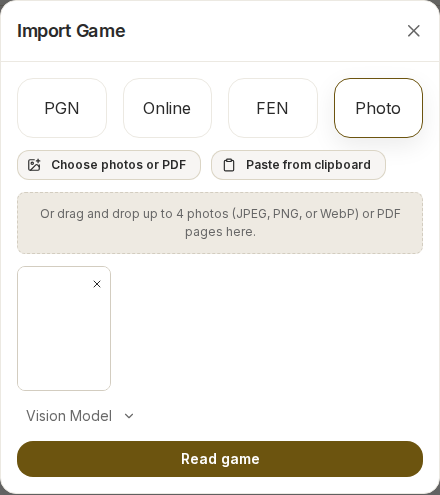 Import Game
PGN
Online
FEN
Photo
Choose photos or PDF
Paste from clipboard
Or drag and drop up to 4 photos (JPEG, PNG, or WebP) or PDF
pages here.
Vision Model
Read game